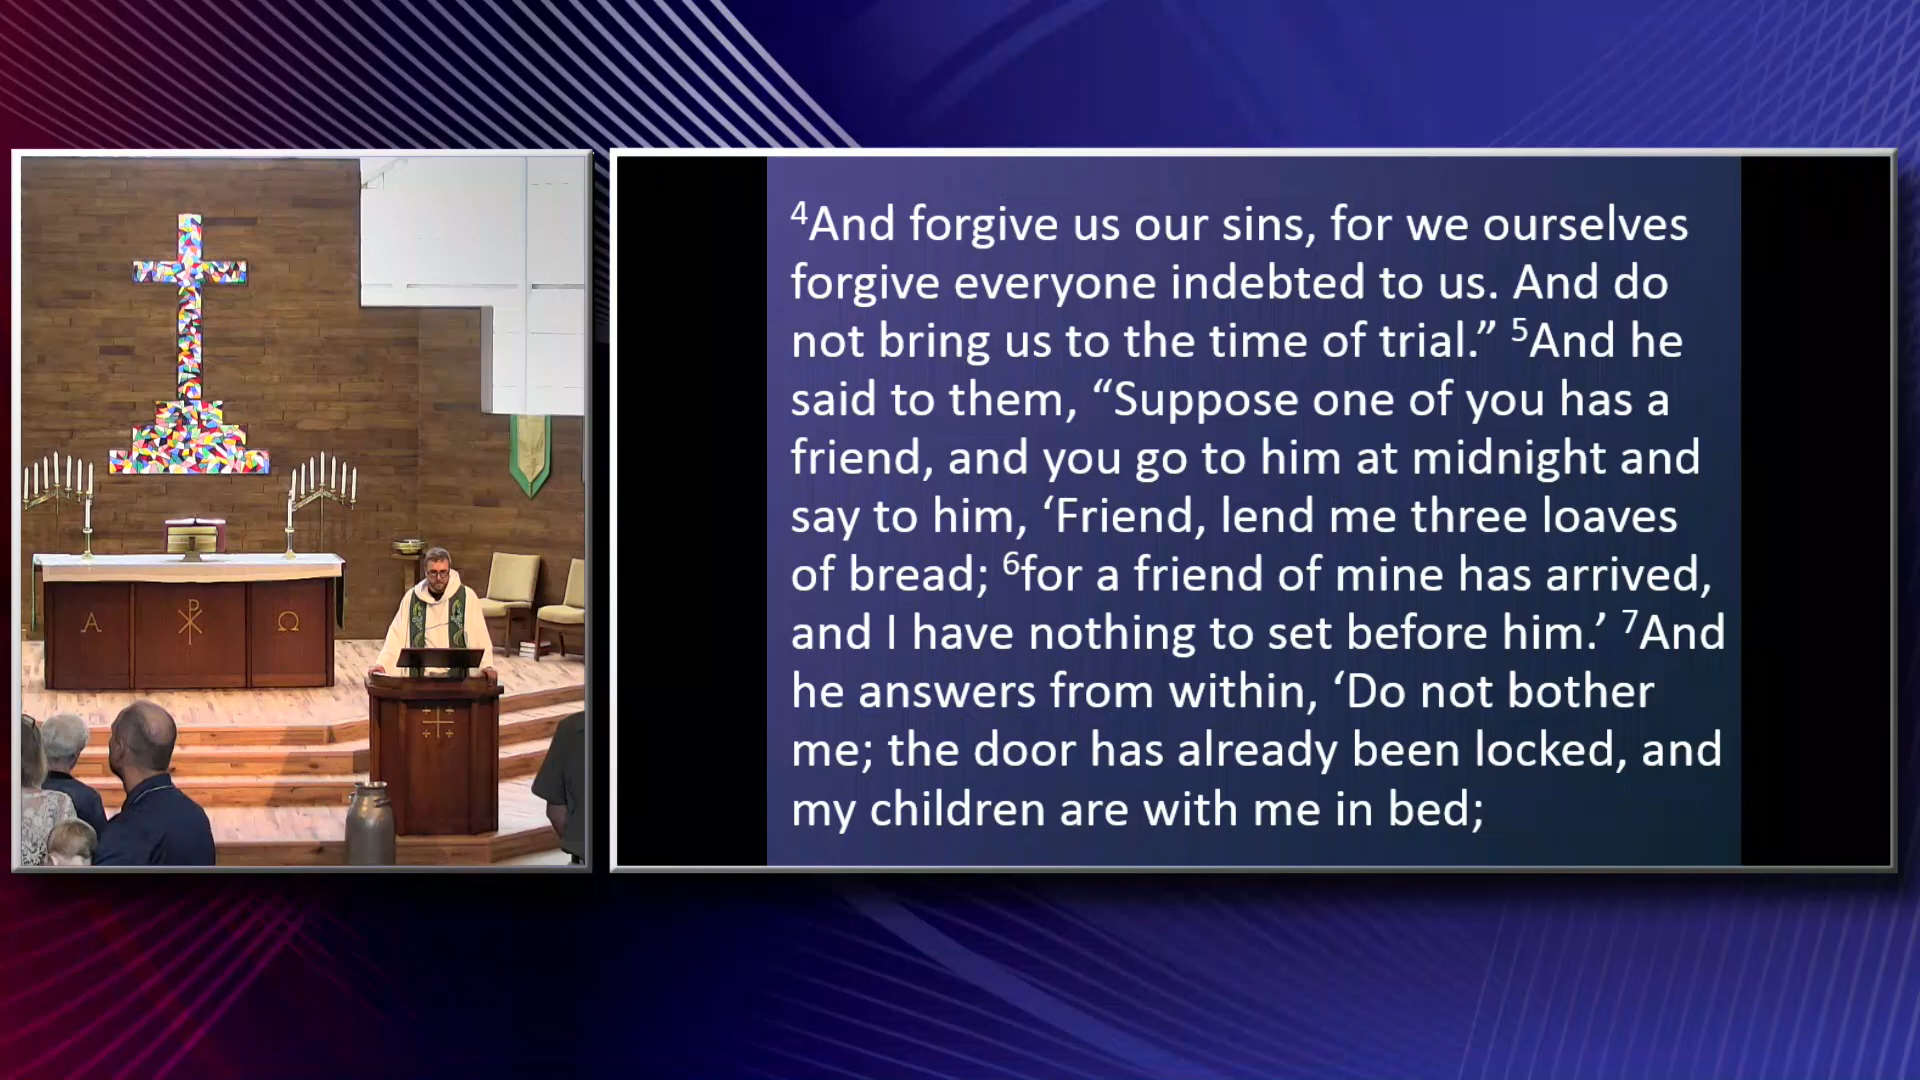 Α
☧
Ω
⁴And forgive us our sins, for we ourselves
forgive everyone indebted to us. And do
not bring us to the time of trial.” ⁵And he
said to them, “Suppose one of you has a
friend, and you go to him at midnight and
say to him, ‘Friend, lend me three loaves
of bread; ⁶for a friend of mine has arrived,
and I have nothing to set before him.’ ⁷And
he answers from within, ‘Do not bother
me; the door has already been locked, and
my children are with me in bed;